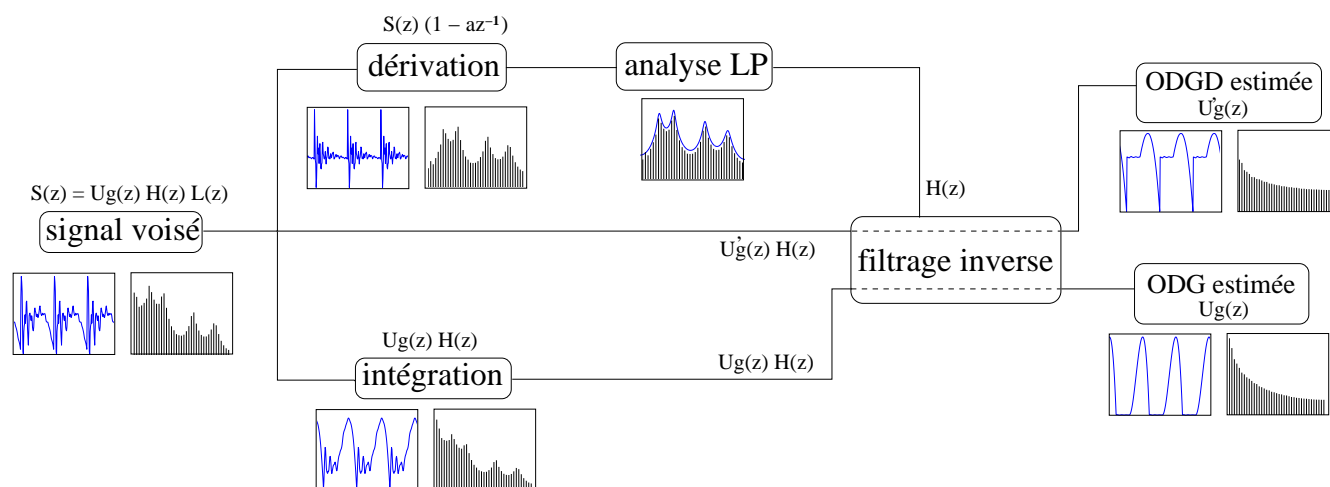 S(z) (1 – az⁻¹)
dérivation
analyse LP
ODGD estimée
U'g(z)
S(z) = Ug(z) H(z) L(z)
signal voisé
H(z)
U'g(z) H(z)
filtrage inverse
ODG estimée
Ug(z)
Ug(z) H(z)
intégration
Ug(z) H(z)